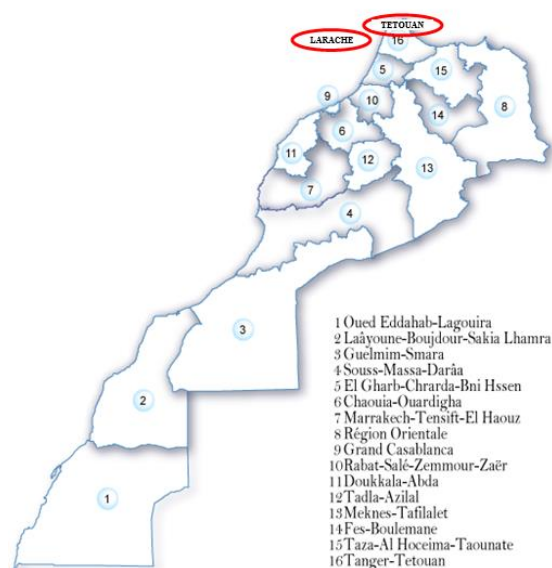 TETOUAN
LARACHE
16
5
15
8
9
10
14
6
11
12
13
7
4
3
2
1
1 Oued Eddahab-Lagouira
2 Laâyoune-Boujdour-Sakia Lhamra
3 Guelmim-Smara
4 Souss-Massa-Darâa
5 El Gharb-Chrarda-Bni Hssen
6 Chaouia-Ouardigha
7 Marrakech-Tensift-El Haouz
8 Région Orientale
9 Grand Casablanca
10 Rabat-Salé-Zemmour-Zaër
11 Doukkala-Abda
12 Tadla-Azilal
13 Meknes-Tafilalet
14 Fes-Boulemane
15 Taza-Al Hoceima-Taounate
16 Tanger-Tetouan